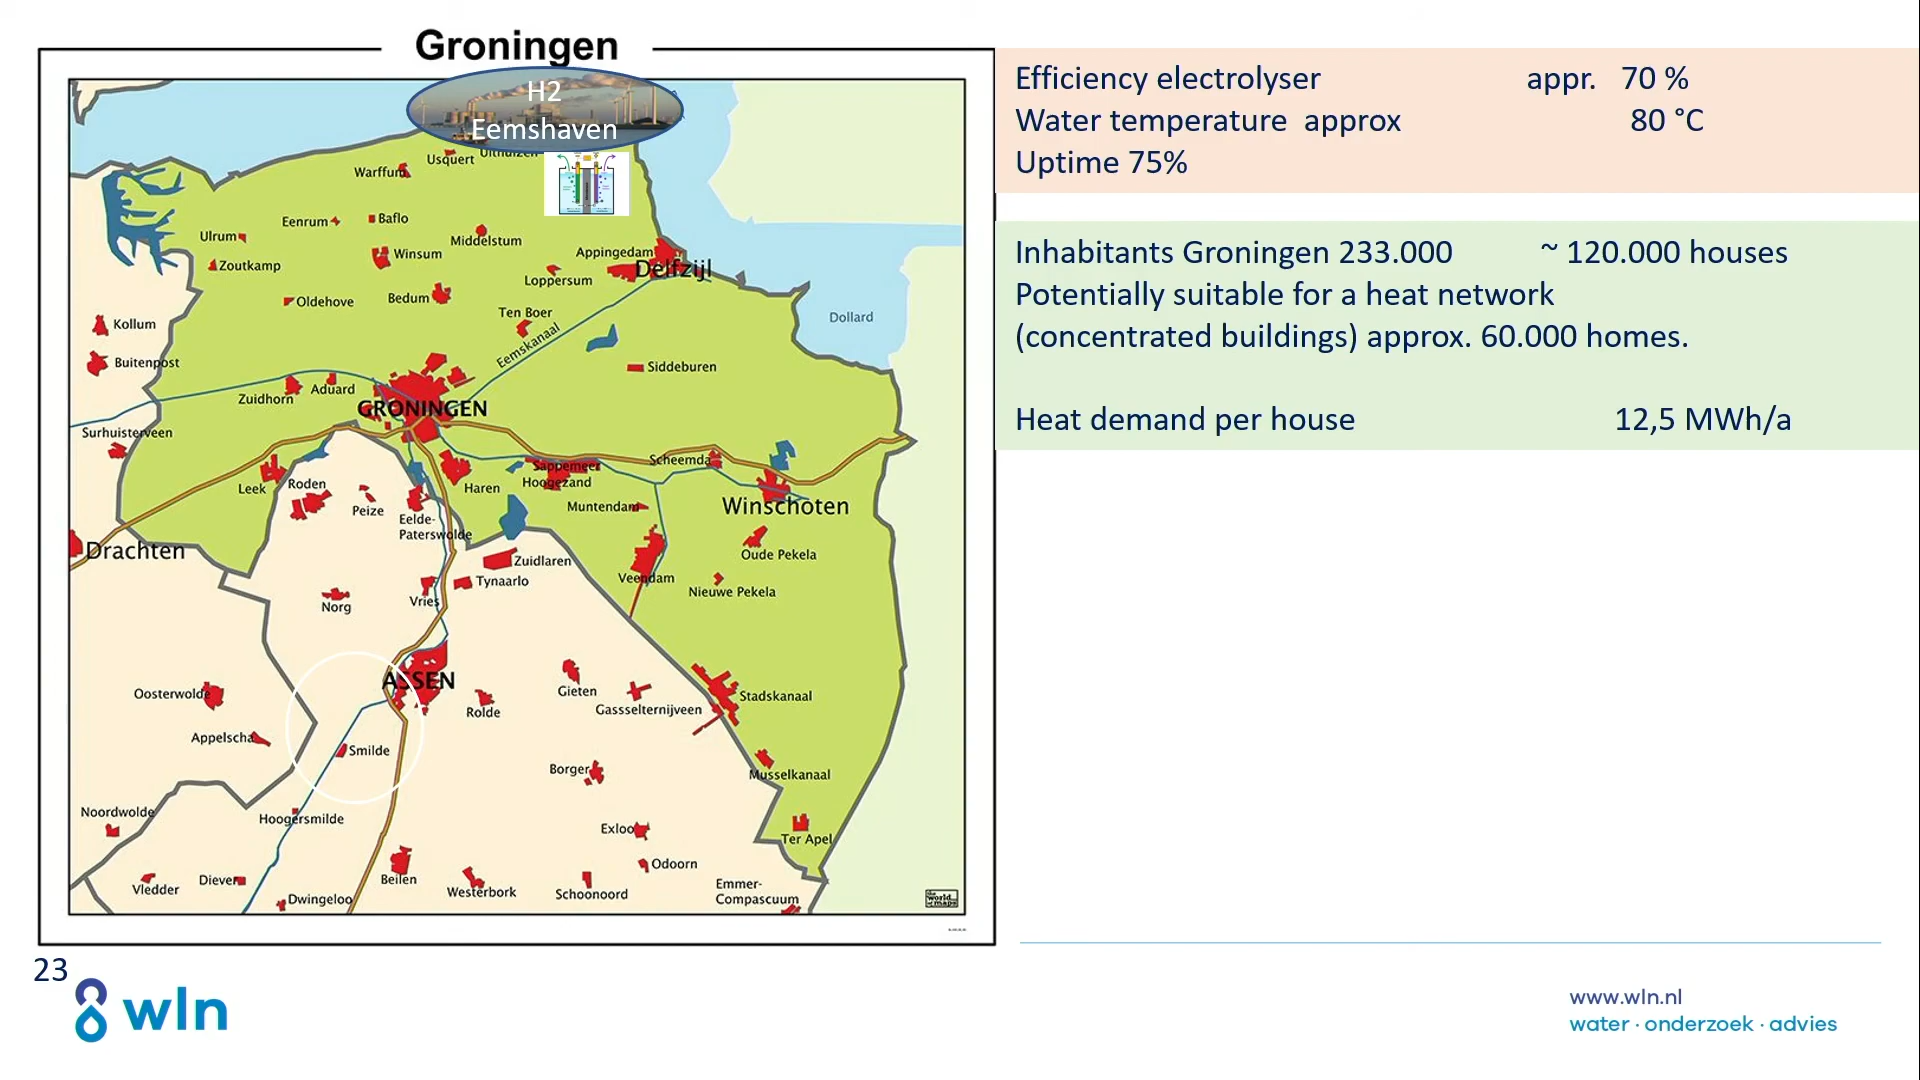 Groningen
H2
Eemshaven
Usquert
Uithuizen
Warffum
Eenrum
Baflo
Ulrum
Middelstum
Winsum
Zoutkamp
Appingedam
Delfzijl
Loppersum
Oldehove
Bedum
Ten Boer
Eemskanaal
Dollard
Kollum
Buitenpost
Siddeburen
Zuidhorn
Aduard
GRONINGEN
Surhuisterveen
Leek
Roden
Haren
Sappemeer
Hoogezand
Scheemda
Peize
Eelde-
Paterswolde
Muntendam
Winschoten
Drachten
Zuidlaren
Oude Pekela
Tynaarlo
Veendam
Nieuwe Pekela
Norg
Vries
ASSEN
Oosterwolde
Gieten
Gassselternijveen
Stadskanaal
Rolde
Appelscha
Smilde
Borger
Musselkanaal
Noordwolde
Hoogersmilde
Exloo
Ter Apel
Odoorn
Vledder
Diever
Dwingeloo
Beilen
Westerbork
Schoonoord
Emmer-
Compascuum
the
world
of maps
Efficiency electrolyser appr. 70 %
Water temperature approx 80 °C
Uptime 75%
Inhabitants Groningen 233.000 ~ 120.000 houses
Potentially suitable for a heat network
(concentrated buildings) approx. 60.000 homes.
Heat demand per house 12,5 MWh/a
23
wln
www.wln.nl
water · onderzoek · advies